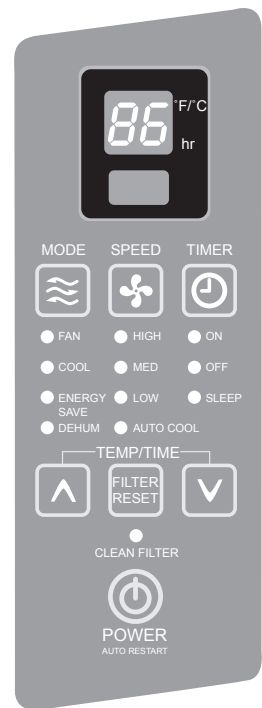 86 °F/°C
hr
MODE SPEED TIMER
FAN HIGH ON
COOL MED OFF
ENERGY SAVE LOW SLEEP
DEHUM AUTO COOL
TEMP/TIME
FILTER
RESET
CLEAN FILTER
POWER
AUTO RESTART